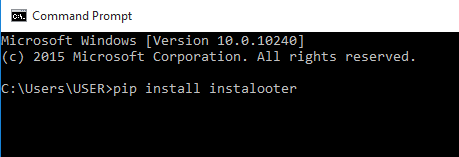 Command Prompt
Microsoft Windows [Version 10.0.10240]
(c) 2015 Microsoft Corporation. All rights reserved.
C:\Users\USER>pip install instalooter